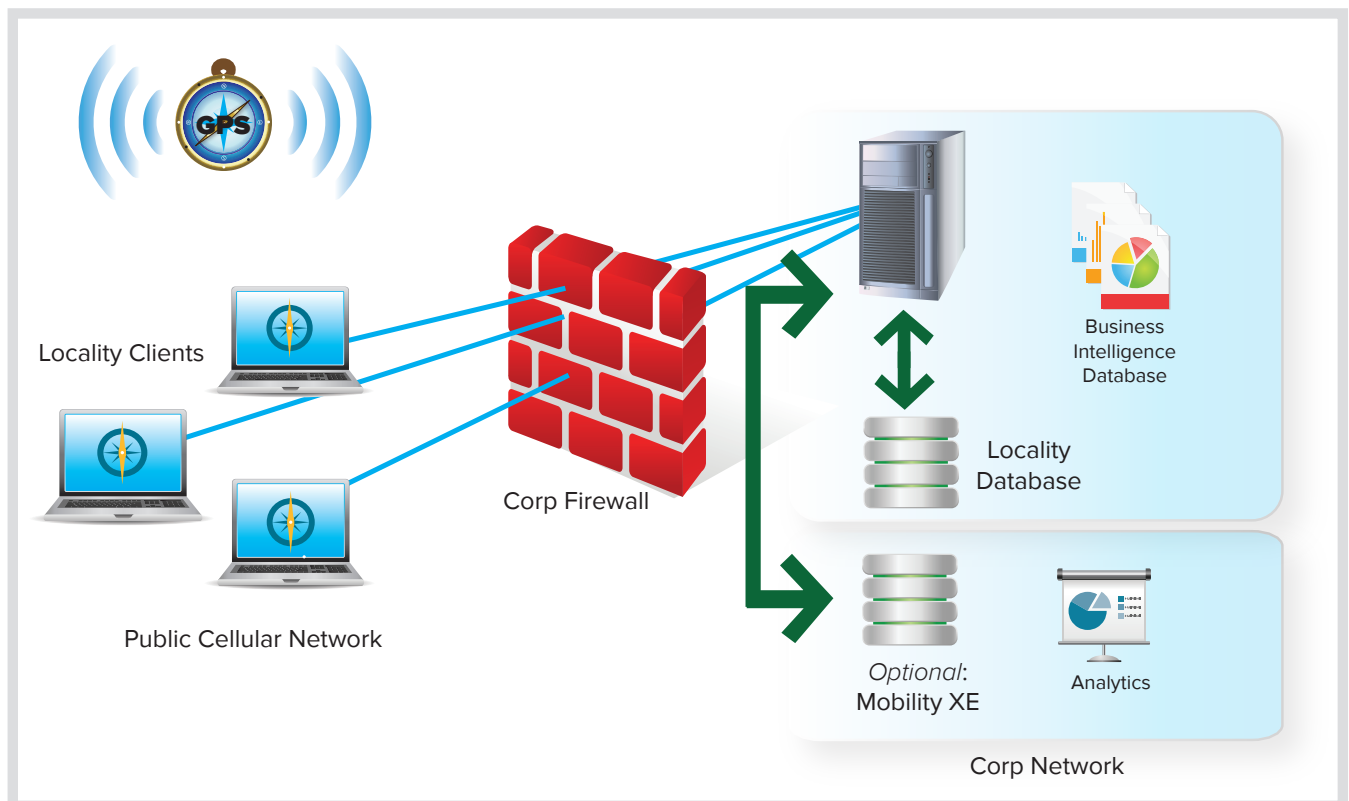 GPS
Locality Clients
Public Cellular Network
Corp Firewall
Business
Intelligence
Database
Locality
Database
Optional:
Mobility XE
Analytics
Corp Network